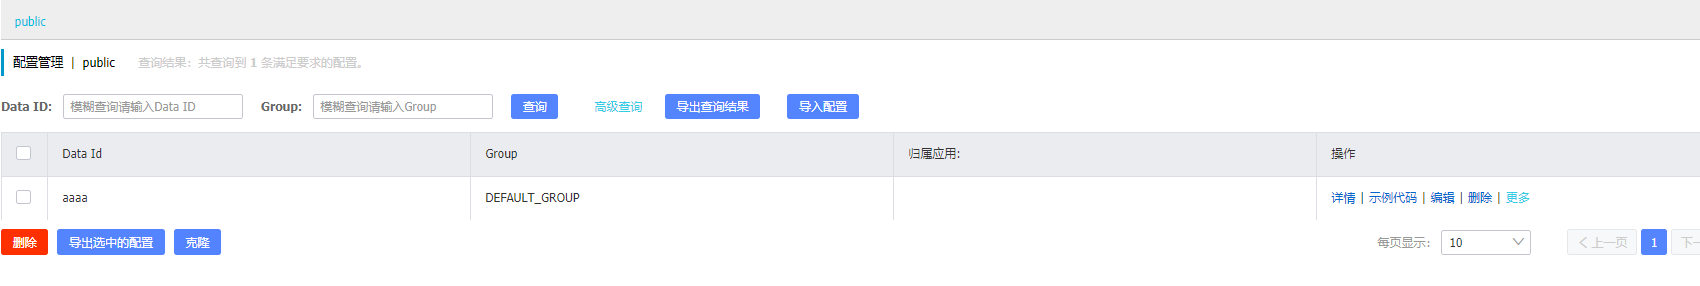 public
配置管理 | public 查询结果：共查询到 1 条满足要求的配置。
Data ID: 模糊查询请输入Data ID Group: 模糊查询请输入Group 查询 高级查询 导出查询结果 导入配置
Data Id Group 归属应用: 操作
aaaa DEFAULT_GROUP 详情 | 示例代码 | 编辑 | 删除 | 更多
删除 导出选中的配置 克隆 每页显示: 10 < 上一页 1 下一